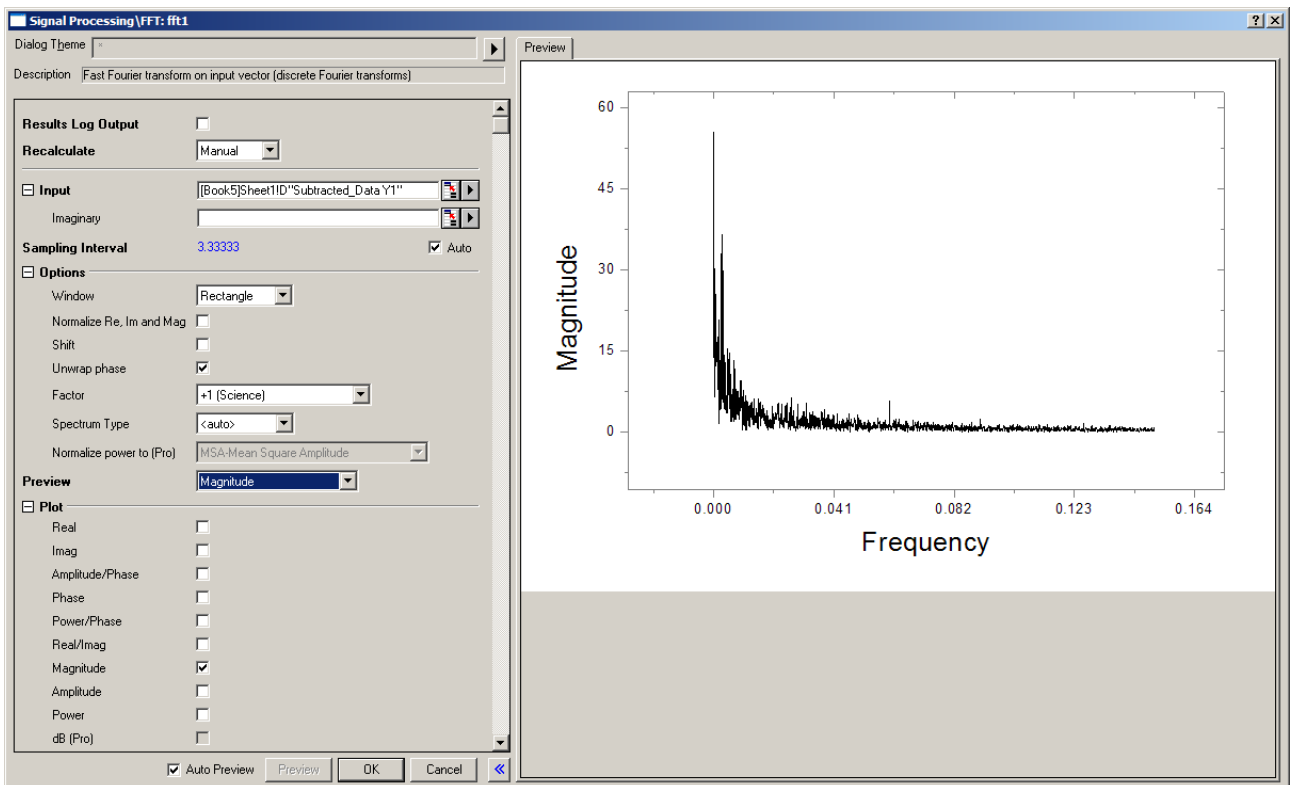 Signal Processing\FFT: fft1
Dialog Theme *
Description Fast Fourier transform on input vector (discrete Fourier transforms)
Results Log Output
Recalculate Manual
Input [Book5]Sheet1!D"Subtracted_Data Y1"
Imaginary
Sampling Interval 3.33333 Auto
Options
Window Rectangle
Normalize Re, Im and Mag
Shift
Unwrap phase
Factor +1 (Science)
Spectrum Type <auto>
Normalize power to (Pro) MSA-Mean Square Amplitude
Preview Magnitude
Plot
Real
Imag
Amplitude/Phase
Phase
Power/Phase
Real/Imag
Magnitude
Amplitude
Power
dB (Pro)
Auto Preview Preview OK Cancel
Preview
60
45
30
15
0
Magnitude
0.000 0.041 0.082 0.123 0.164
Frequency